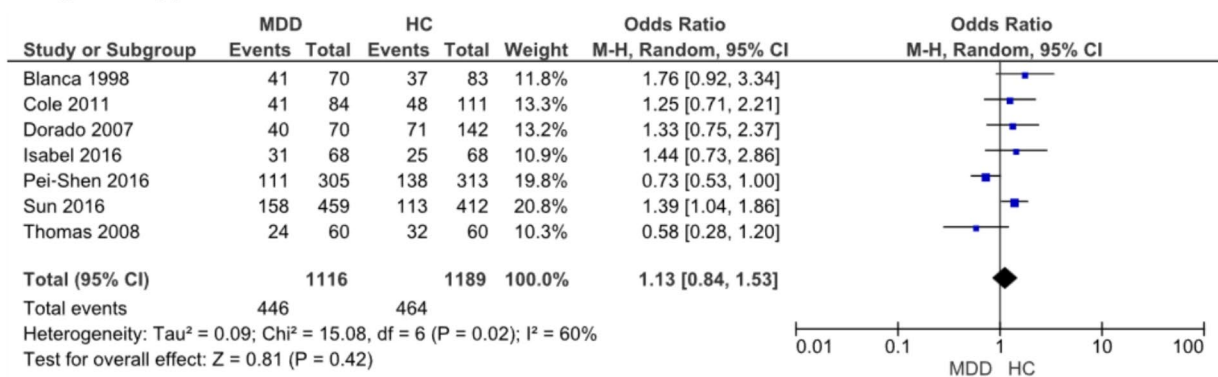 MDD HC Odds Ratio Odds Ratio
Study or Subgroup Events Total Events Total Weight M-H, Random, 95% CI M-H, Random, 95% CI
Blanca 1998 41 70 37 83 11.8% 1.76 [0.92, 3.34]
Cole 2011 41 84 48 111 13.3% 1.25 [0.71, 2.21]
Dorado 2007 40 70 71 142 13.2% 1.33 [0.75, 2.37]
Isabel 2016 31 68 25 68 10.9% 1.44 [0.73, 2.86]
Pei-Shen 2016 111 305 138 313 19.8% 0.73 [0.53, 1.00]
Sun 2016 158 459 113 412 20.8% 1.39 [1.04, 1.86]
Thomas 2008 24 60 32 60 10.3% 0.58 [0.28, 1.20]
Total (95% CI) 1116 1189 100.0% 1.13 [0.84, 1.53]
Total events 446 464
Heterogeneity: Tau² = 0.09; Chi² = 15.08, df = 6 (P = 0.02); I² = 60%
Test for overall effect: Z = 0.81 (P = 0.42)
0.01 0.1 1 10 100
MDD HC